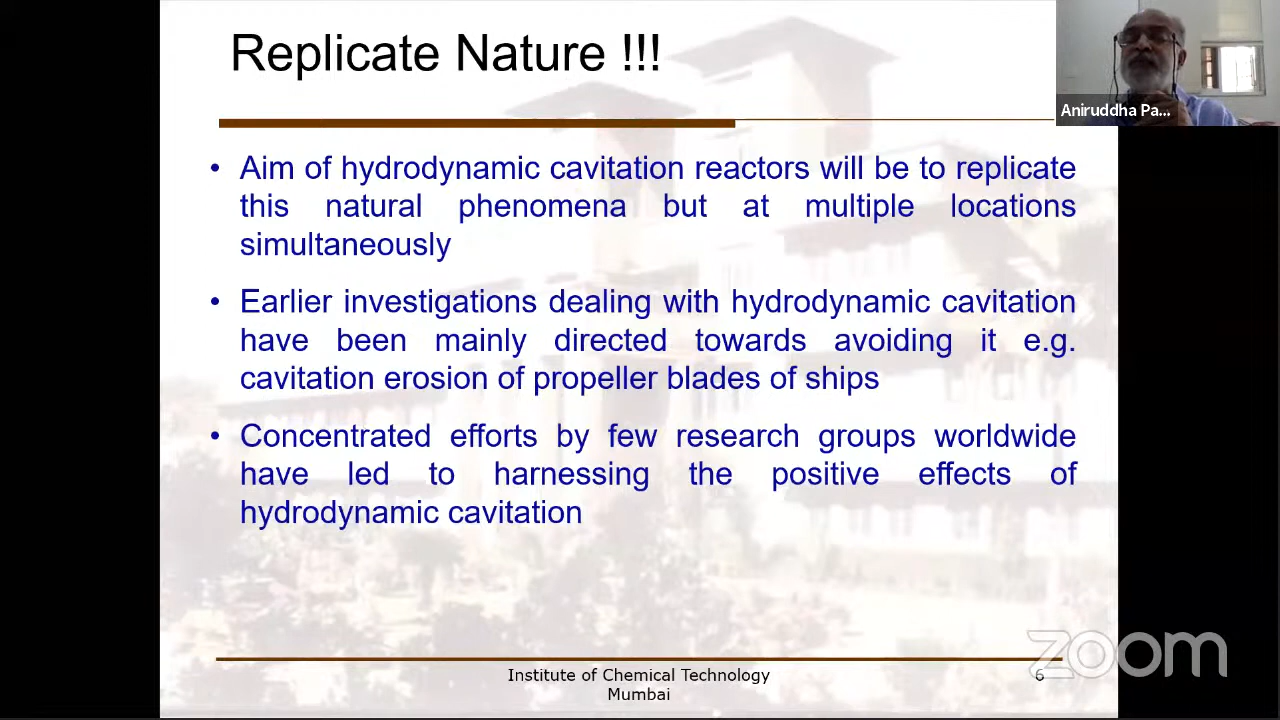 Replicate Nature !!!
Aniruddha Pa...
• Aim of hydrodynamic cavitation reactors will be to replicate
this natural phenomena but at multiple locations
simultaneously
• Earlier investigations dealing with hydrodynamic cavitation
have been mainly directed towards avoiding it e.g.
cavitation erosion of propeller blades of ships
• Concentrated efforts by few research groups worldwide
have led to harnessing the positive effects of
hydrodynamic cavitation
zoom
Institute of Chemical Technology
Mumbai
6